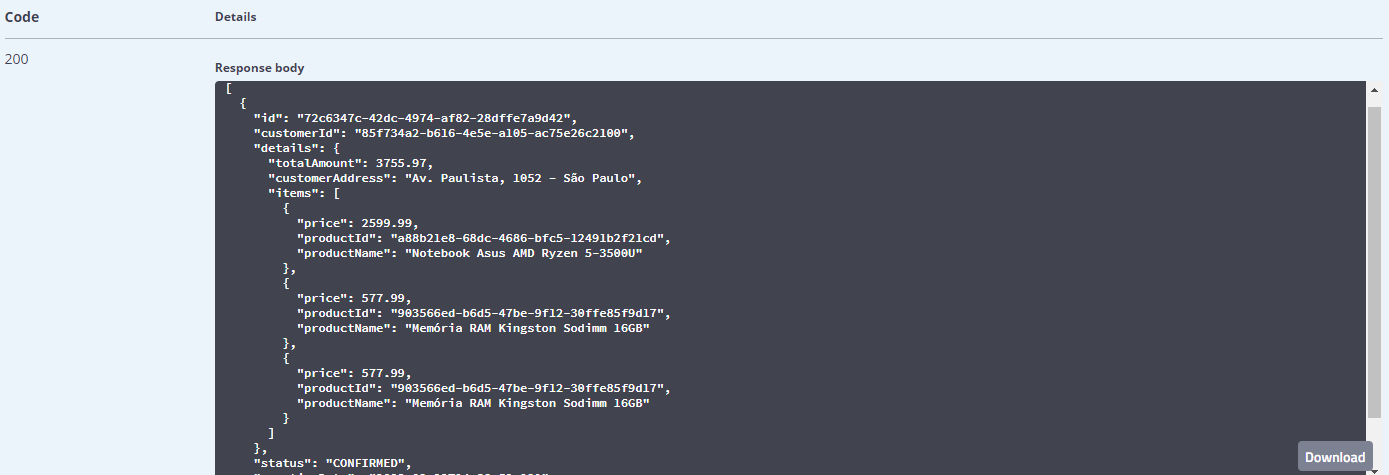 Code Details
200
Response body
[
{
"id": "72c6347c-42dc-4974-af82-28dffe7a9d42",
"customerId": "85f734a2-b616-4e5e-a105-ac75e26c2100",
"details": {
"totalAmount": 3755.97,
"customerAddress": "Av. Paulista, 1052 - São Paulo",
"items": [
{
"price": 2599.99,
"productId": "a88b21e8-68dc-4686-bfc5-12491b2f21cd",
"productName": "Notebook Asus AMD Ryzen 5-3500U"
},
{
"price": 577.99,
"productId": "903566ed-b6d5-47be-9f12-30ffe85f9d17",
"productName": "Memória RAM Kingston Sodimm 16GB"
},
{
"price": 577.99,
"productId": "903566ed-b6d5-47be-9f12-30ffe85f9d17",
"productName": "Memória RAM Kingston Sodimm 16GB"
}
]
},
"status": "CONFIRMED",
Download